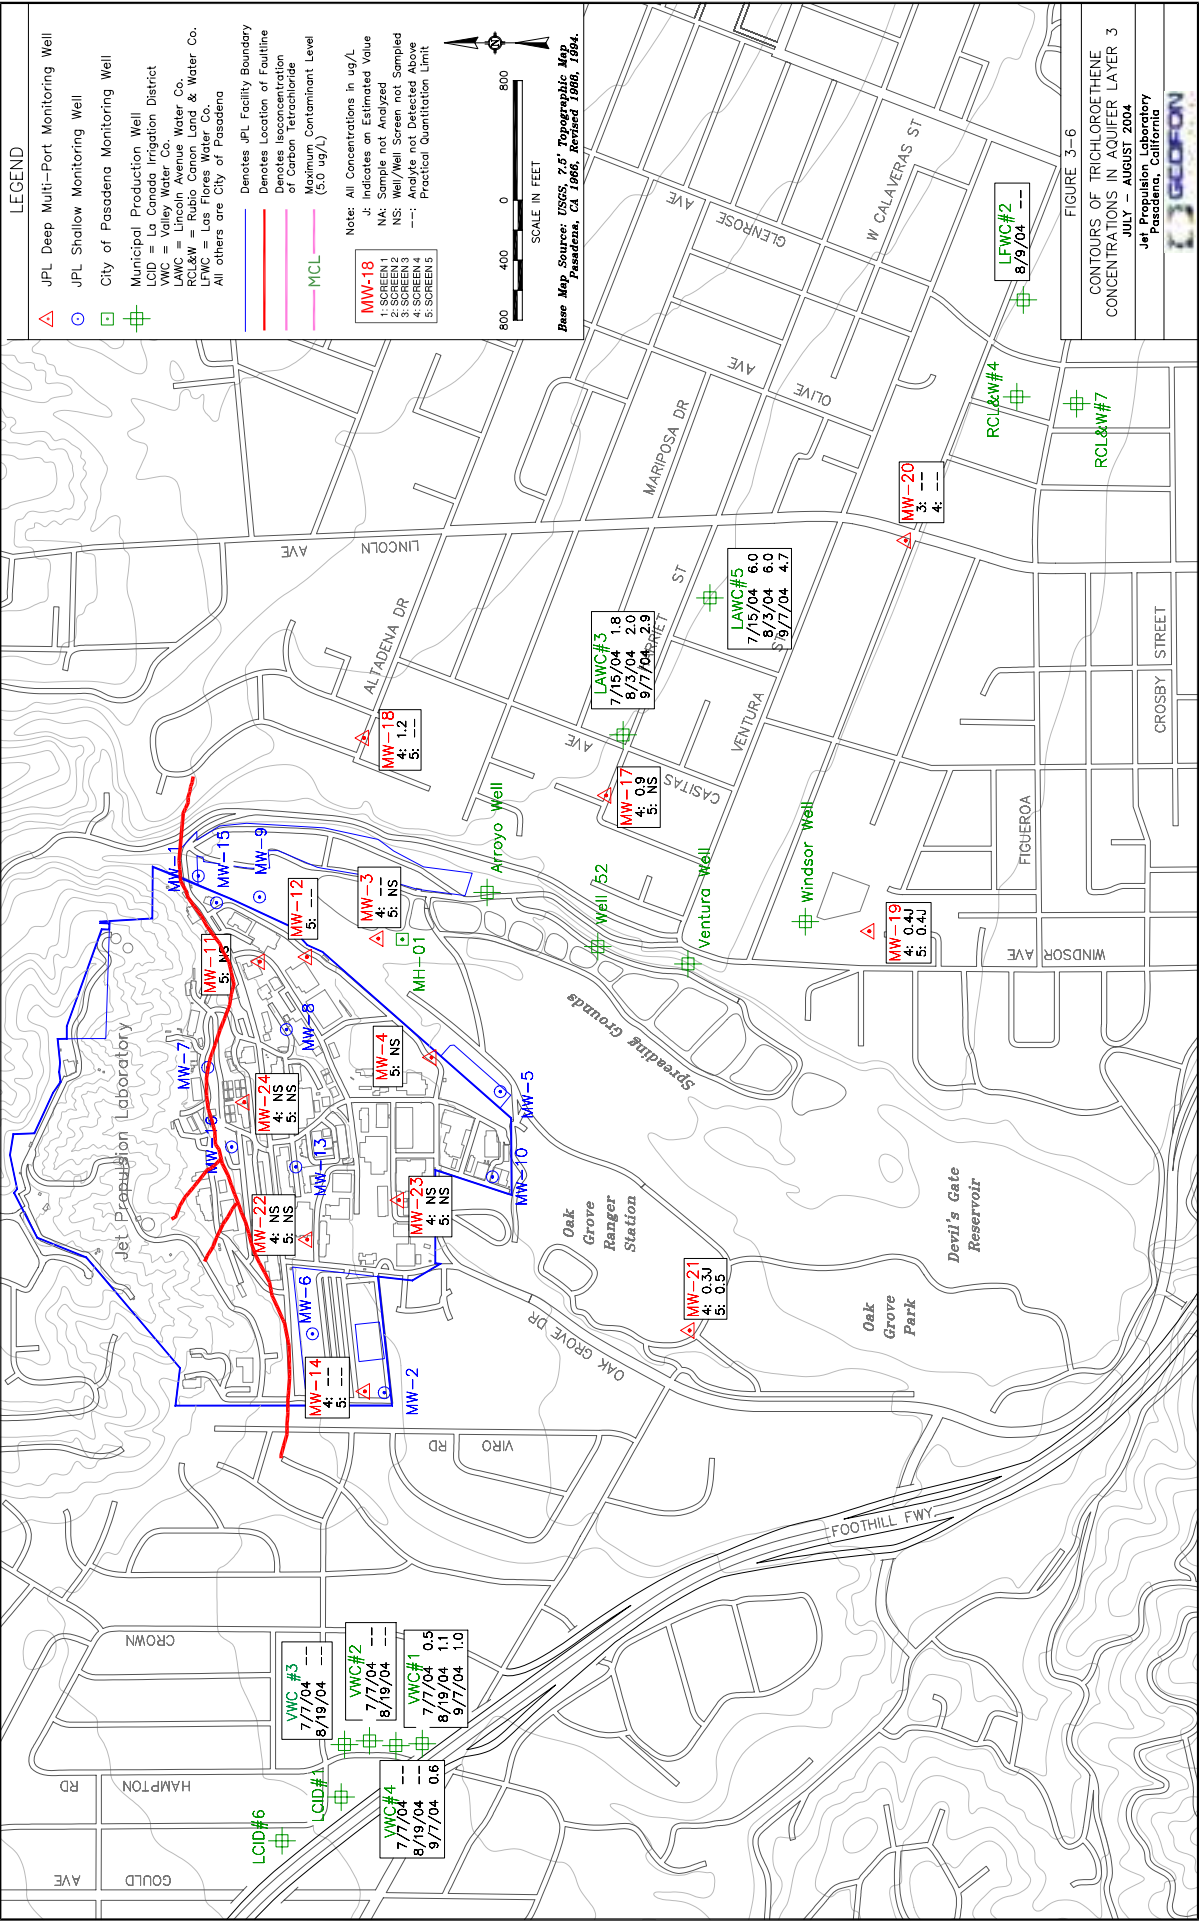 LEGEND
JPL Deep Multi-Port Monitoring Well
JPL Shallow Monitoring Well
City of Pasadena Monitoring Well
Municipal Production Well
LCID = La Canada Irrigation District
VWC = Valley Water Co.
LAWC = Lincoln Avenue Water Co.
RCL&W = Rubio Canon Land & Water Co.
LFWC = Las Flores Water Co.
All others are City of Pasadena
Denotes JPL Facility Boundary
Denotes Location of Faultline
Denotes Isoconcentration
of Carbon Tetrachloride
MCL
Maximum Contaminant Level
(5.0 ug/L)
Note: All Concentrations in ug/L
J: Indicates an Estimated Value
NA: Sample not Analyzed
NS: Well/Well Screen not Sampled
--: Analyte not Detected Above
Practical Quantitation Limit
MW-18
1: SCREEN 1
2: SCREEN 2
3: SCREEN 3
4: SCREEN 4
5: SCREEN 5
N
800 400 0 800
SCALE IN FEET
Base Map Source: USGS, 7.5' Topographic Map
Pasadena, CA 1966, Revised 1988, 1994.
FIGURE 3-6
CONTOURS OF TRICHLOROETHENE
CONCENTRATIONS IN AQUIFER LAYER 3
JULY - AUGUST 2004
Jet Propulsion Laboratory
Pasadena, California
GEOFON
LFWC#2
8/9/04 --
RCL&W#4
RCL&W#7
MW-20
3: --
4: --
LAWC#5
7/15/04 6.0
8/3/04 6.0
9/7/04 4.7
LAWC#3
7/15/04 1.8
8/3/04 2.0
9/7/04 2.9
MW-18
4: 1.2
5: --
MW-17
4: 0.9
5: NS
MW-19
4: 0.4J
5: 0.4J
Arroyo Well
Well 52
Ventura Well
Windsor Well
MW-1
MW-15
MW-9
MW-12
5: --
MW-3
4: --
5: NS
MH-01
MW-11
5: NS
MW-8
MW-7
MW-4
5: NS
MW-5
MW-24
4: NS
5: NS
MW-16
MW-13
MW-10
MW-22
4: NS
5: NS
MW-23
4: NS
5: NS
MW-6
MW-14
4: --
5: --
MW-2
MW-21
4: 0.3J
5: 0.5
VWC #3
7/7/04 --
8/19/04 --
VWC#2
7/7/04 --
8/19/04 --
VWC#1
7/7/04 0.5
8/19/04 1.1
9/7/04 1.0
VWC#4
7/7/04 --
8/19/04 --
9/7/04 0.6
LCID#1
LCID#6
Jet Propulsion Laboratory
Spreading Grounds
Oak
Grove
Ranger
Station
Devil's Gate
Reservoir
Oak
Grove
Park
GLENROSE AVE
W CALAVERAS ST
OLIVE AVE
MARIPOSA DR
LINCOLN AVE
ALTADENA DR
HARRIET ST
VENTURA ST
CASITAS AVE
FIGUEROA
CROSBY STREET
WINDSOR AVE
OAK GROVE DR
VIRO RD
FOOTHILL FWY
CROWN
HAMPTON RD
GOULD AVE